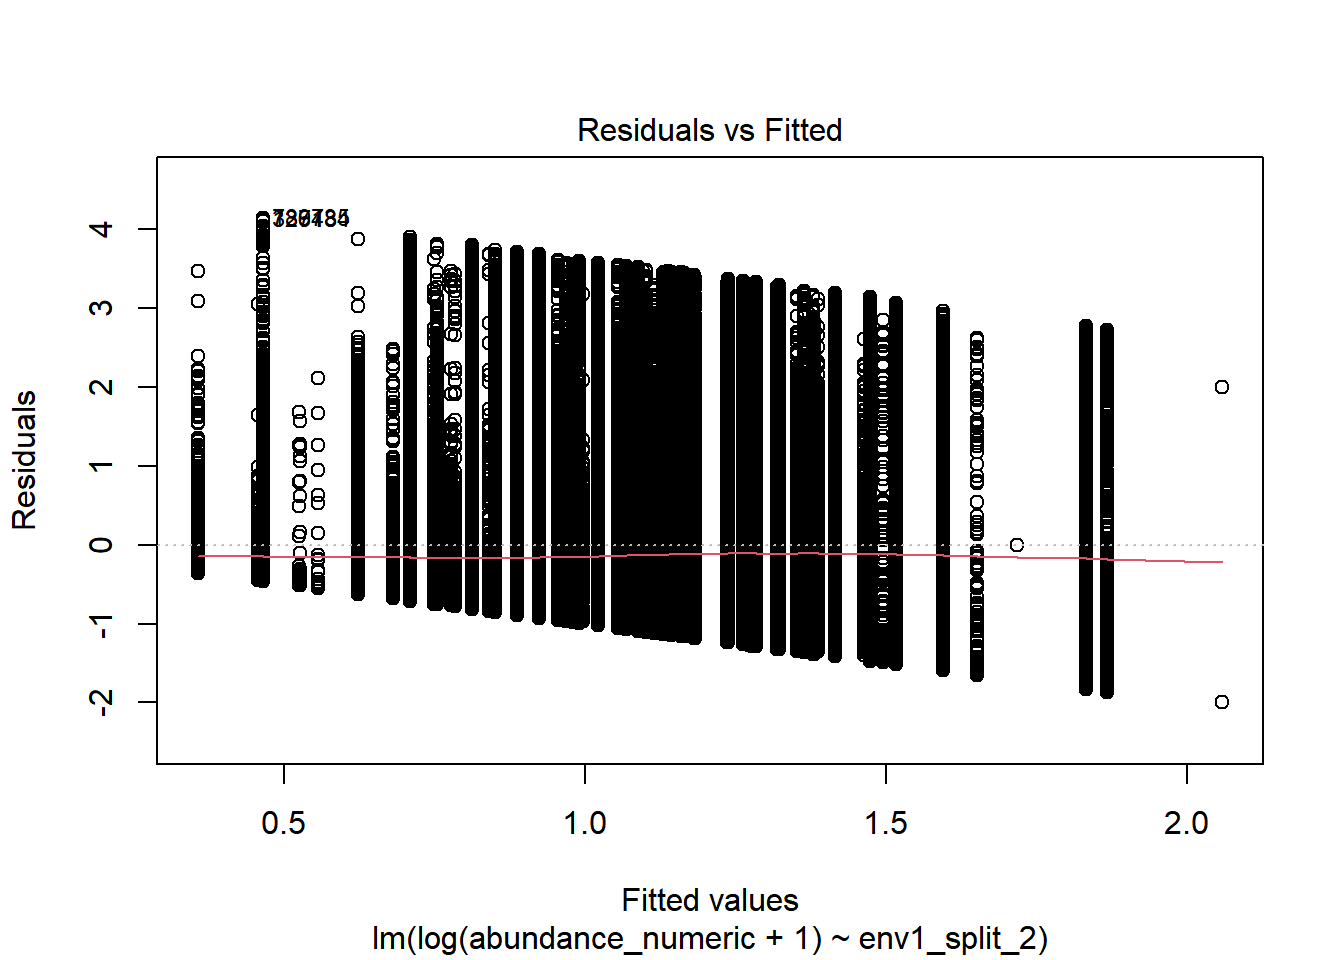 Residuals vs Fitted
Residuals
4
3
2
1
0
-1
-2
0.5
1.0
1.5
2.0
Fitted values
lm(log(abundance_numeric + 1) ~ env1_split_2)